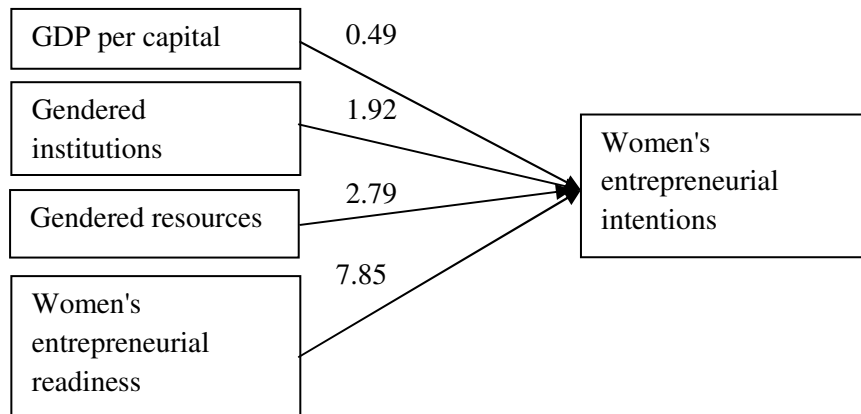 GDP per capital
0.49
Gendered
institutions
1.92
Gendered resources
2.79
Women's
entrepreneurial
readiness
7.85
Women's
entrepreneurial
intentions